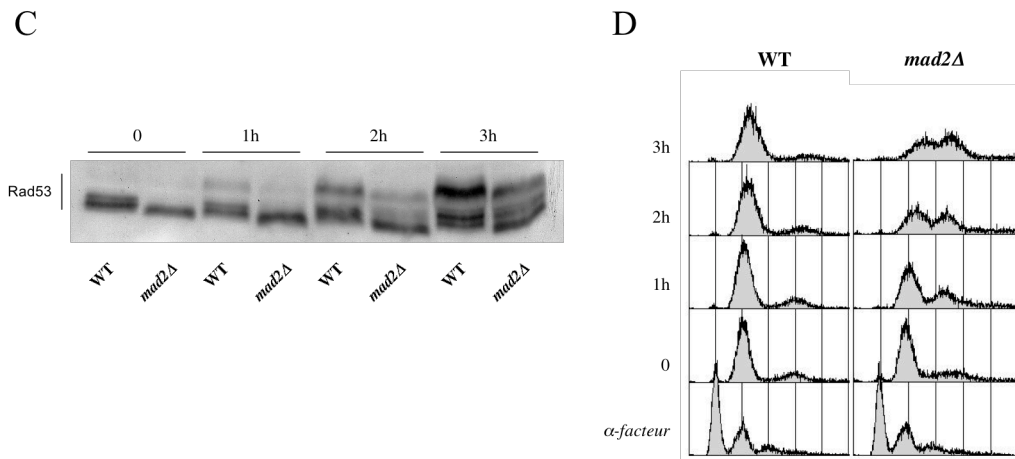 C
0 1h 2h 3h
Rad53
WT mad2Δ WT mad2Δ WT mad2Δ WT mad2Δ
D
WT mad2Δ
3h
2h
1h
0
α-facteur